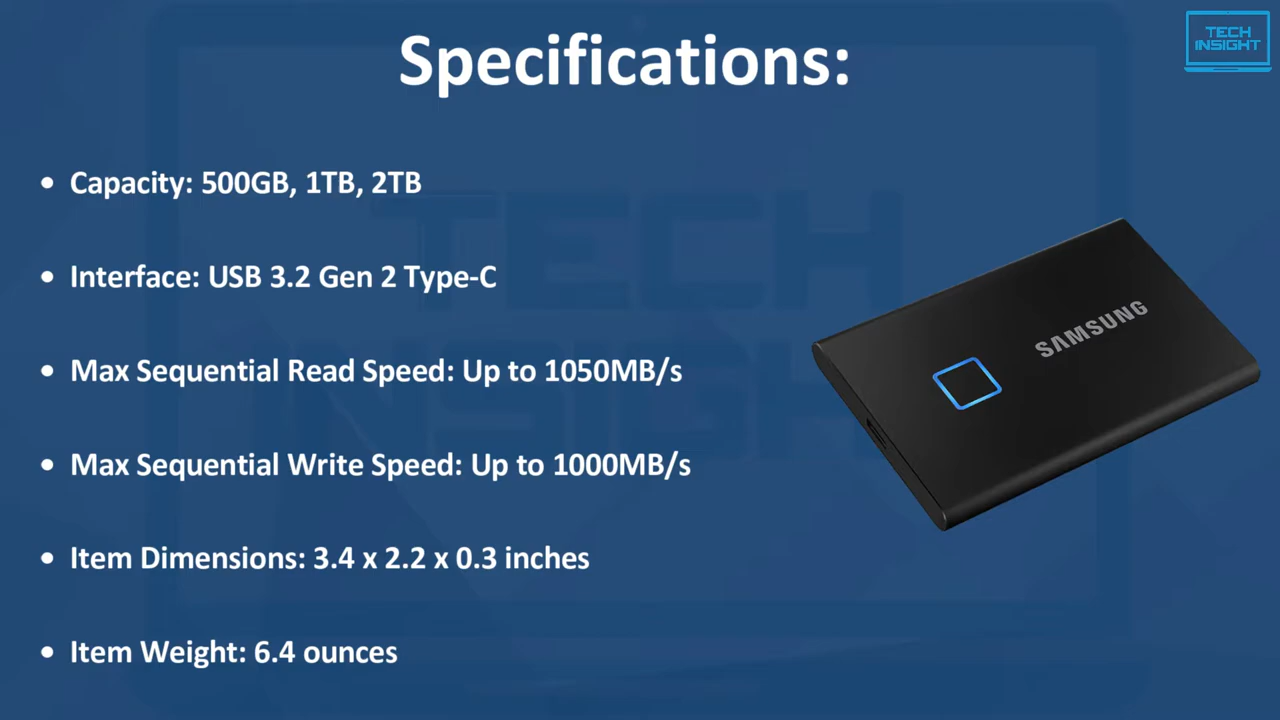 TECH
INSIGHT
Specifications:
• Capacity: 500GB, 1TB, 2TB
• Interface: USB 3.2 Gen 2 Type-C
• Max Sequential Read Speed: Up to 1050MB/s
• Max Sequential Write Speed: Up to 1000MB/s
• Item Dimensions: 3.4 x 2.2 x 0.3 inches
• Item Weight: 6.4 ounces
SAMSUNG
TECH
INSIGHT